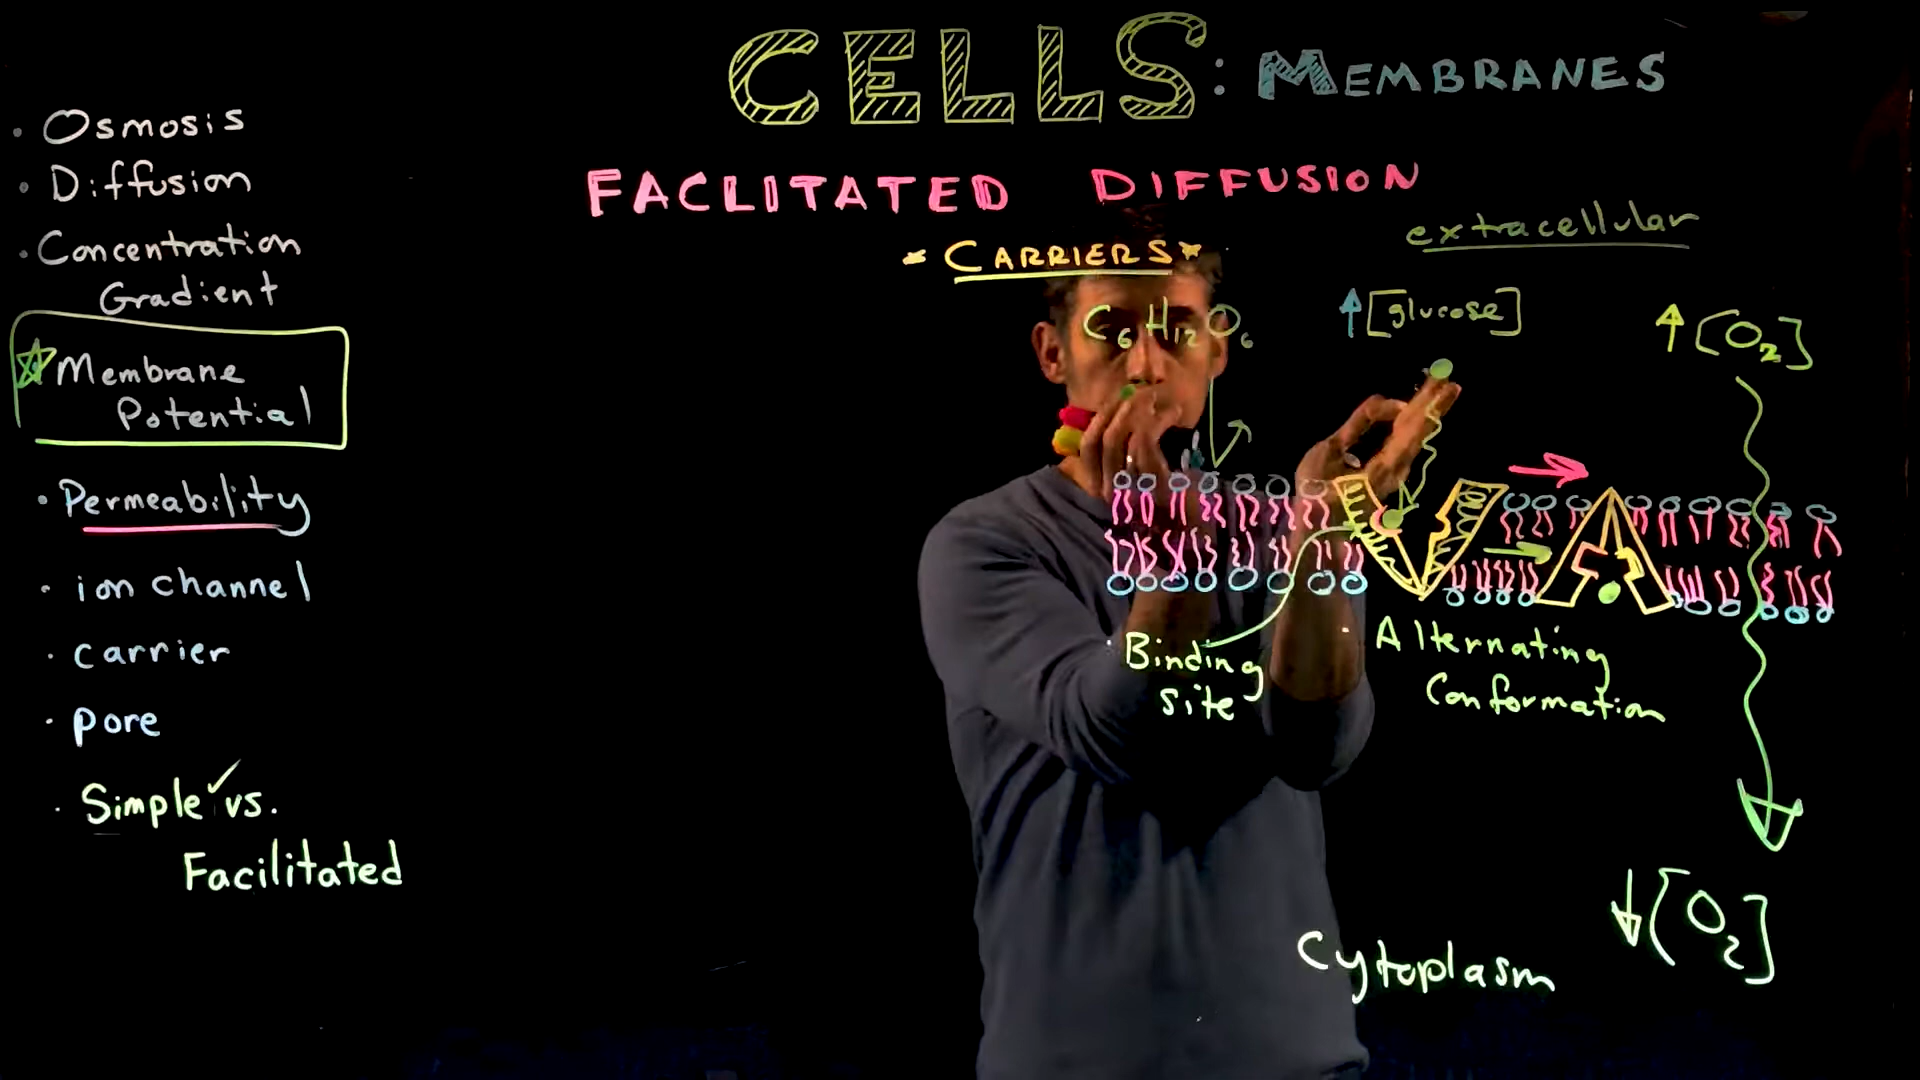 CELLS: MEMBRANES
FACLITATED DIFFUSION
* CARRIERS *
• Osmosis
• Diffusion
• Concentration
Gradient
☆ Membrane
Potential
• Permeability
• ion channel
• carrier
• pore
• Simple ✓ vs.
Facilitated
extracellular
C6H12O6
↑ [glucose]
↑ [O2]
Binding
site
Alternating
Conformation
Cytoplasm
↓ [O2]